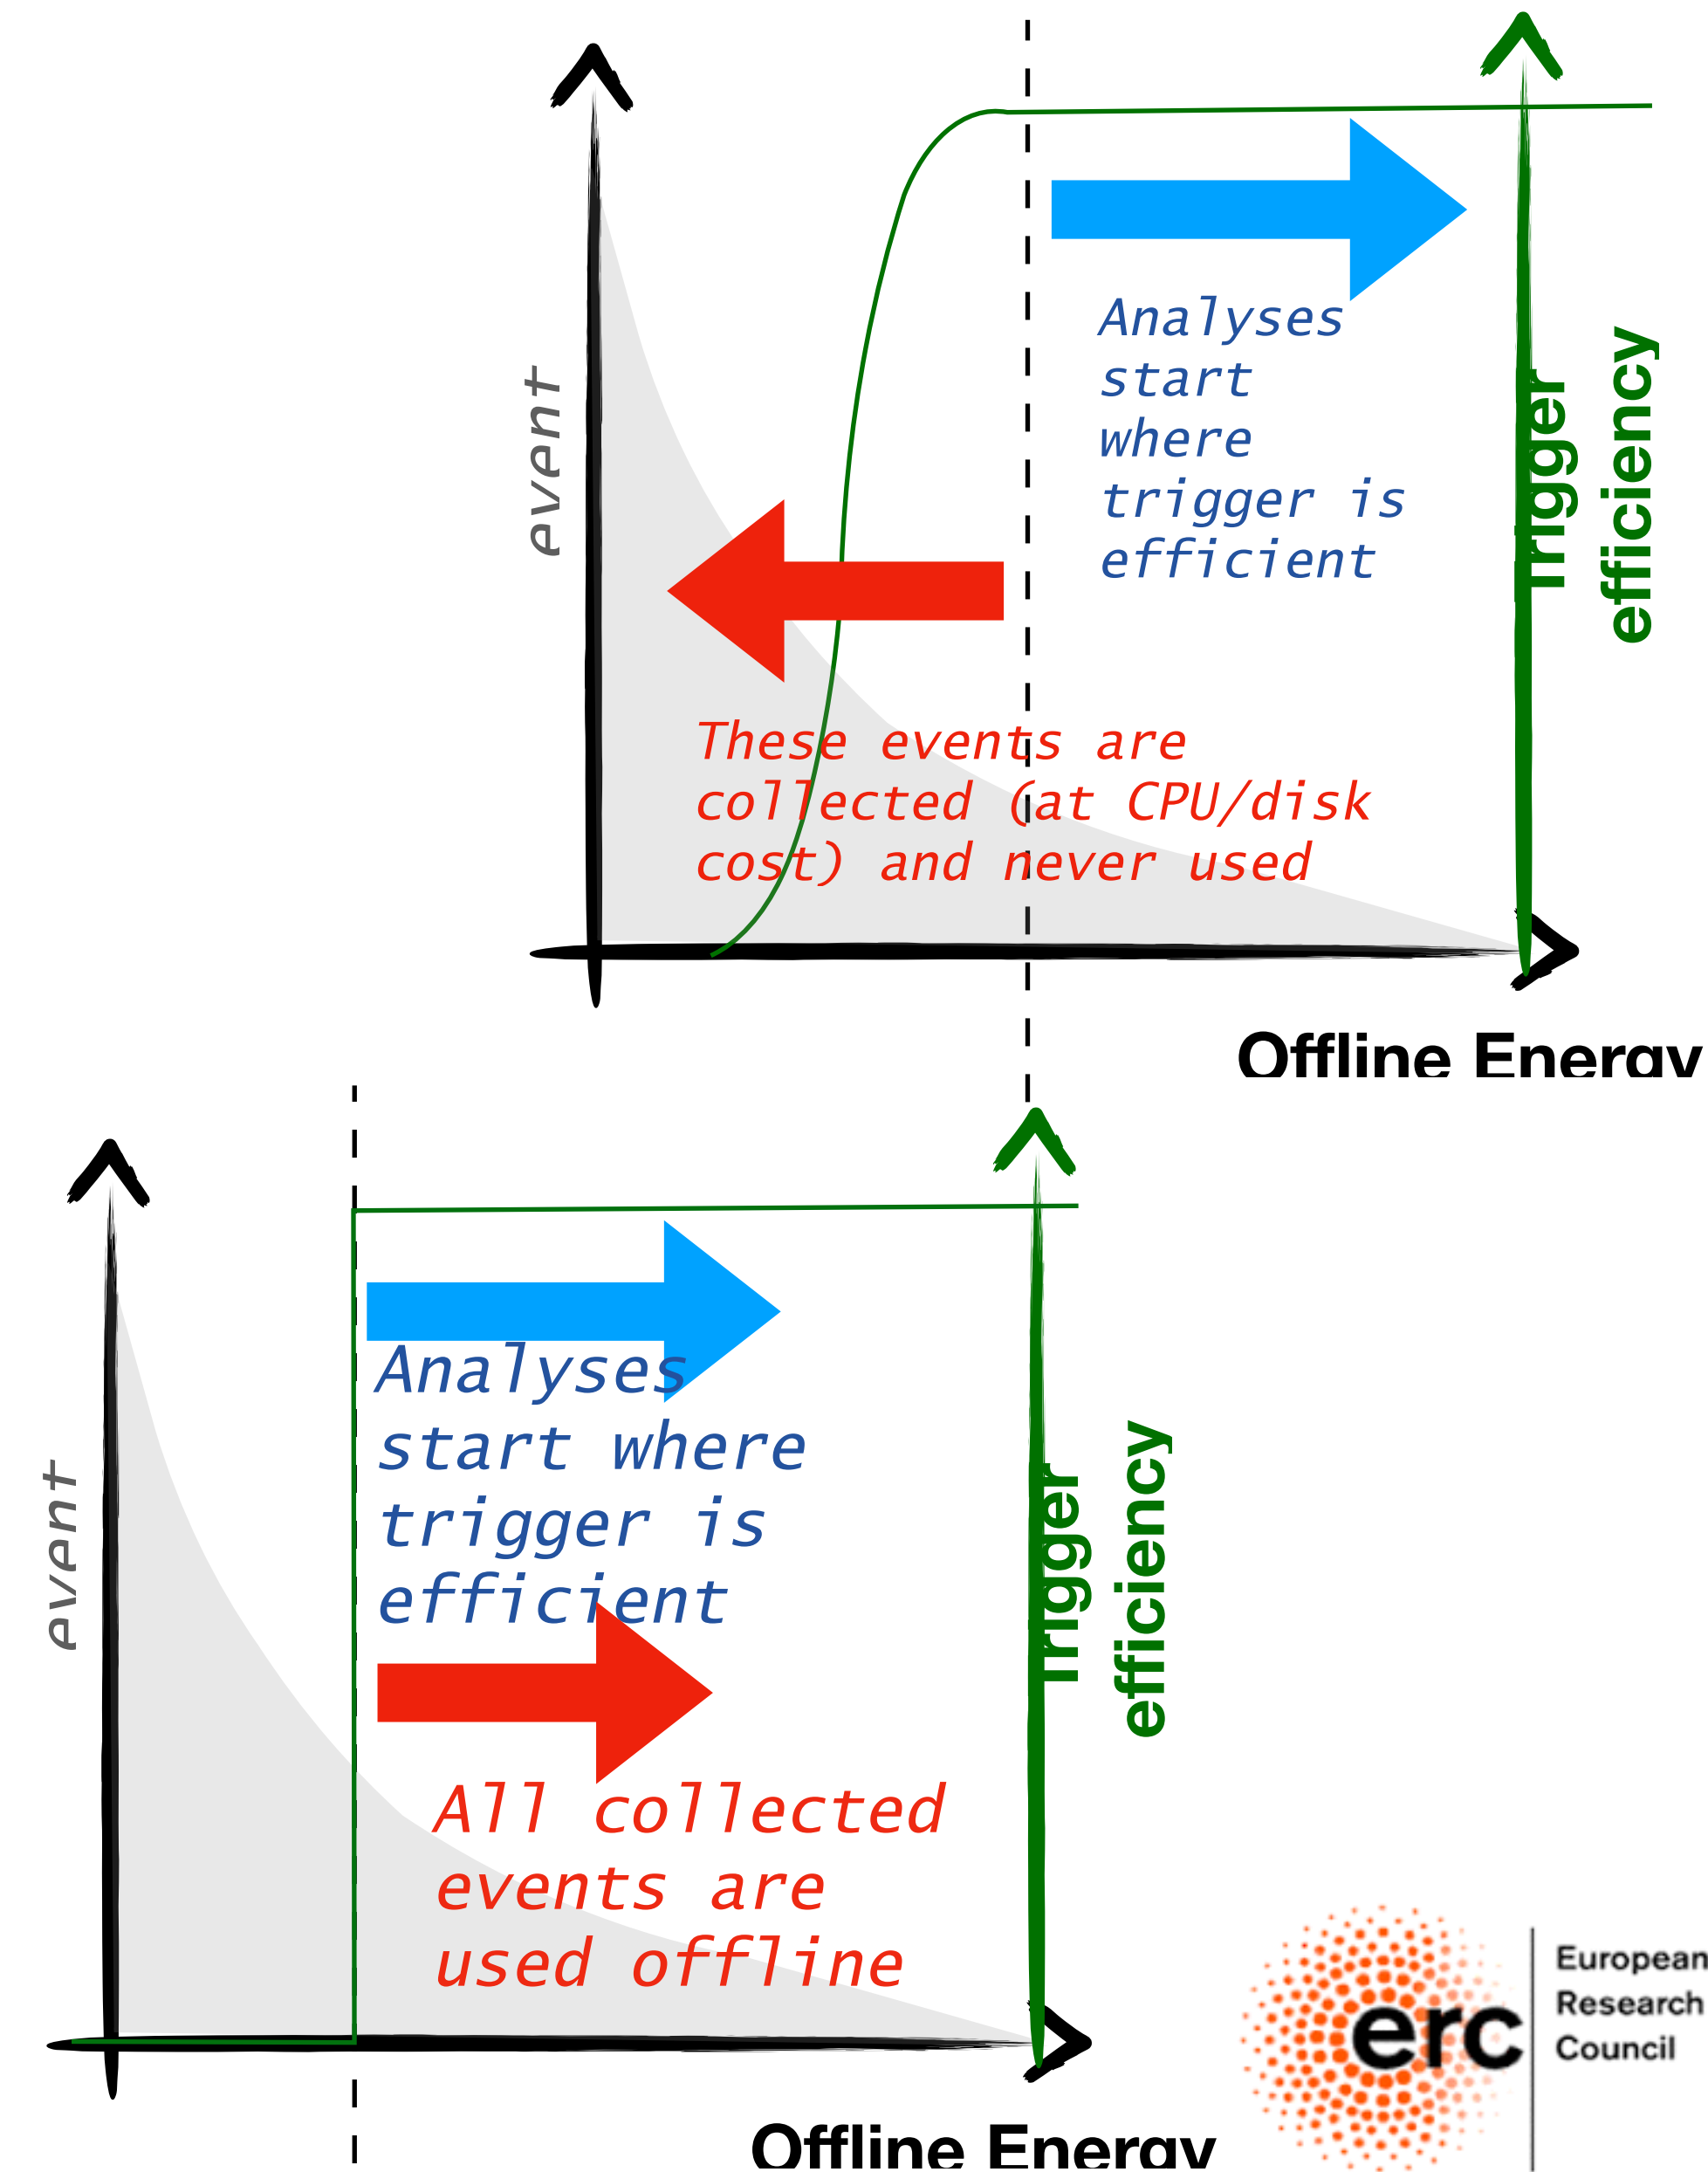 event
Analyses
start
where
trigger is
efficient
Trigger
efficiency
These events are
collected (at CPU/disk
cost) and never used
Offline Energy
event
Analyses
start where
trigger is
efficient
Trigger
efficiency
All collected
events are
used offline
Offline Energy
erc
European
Research
Council